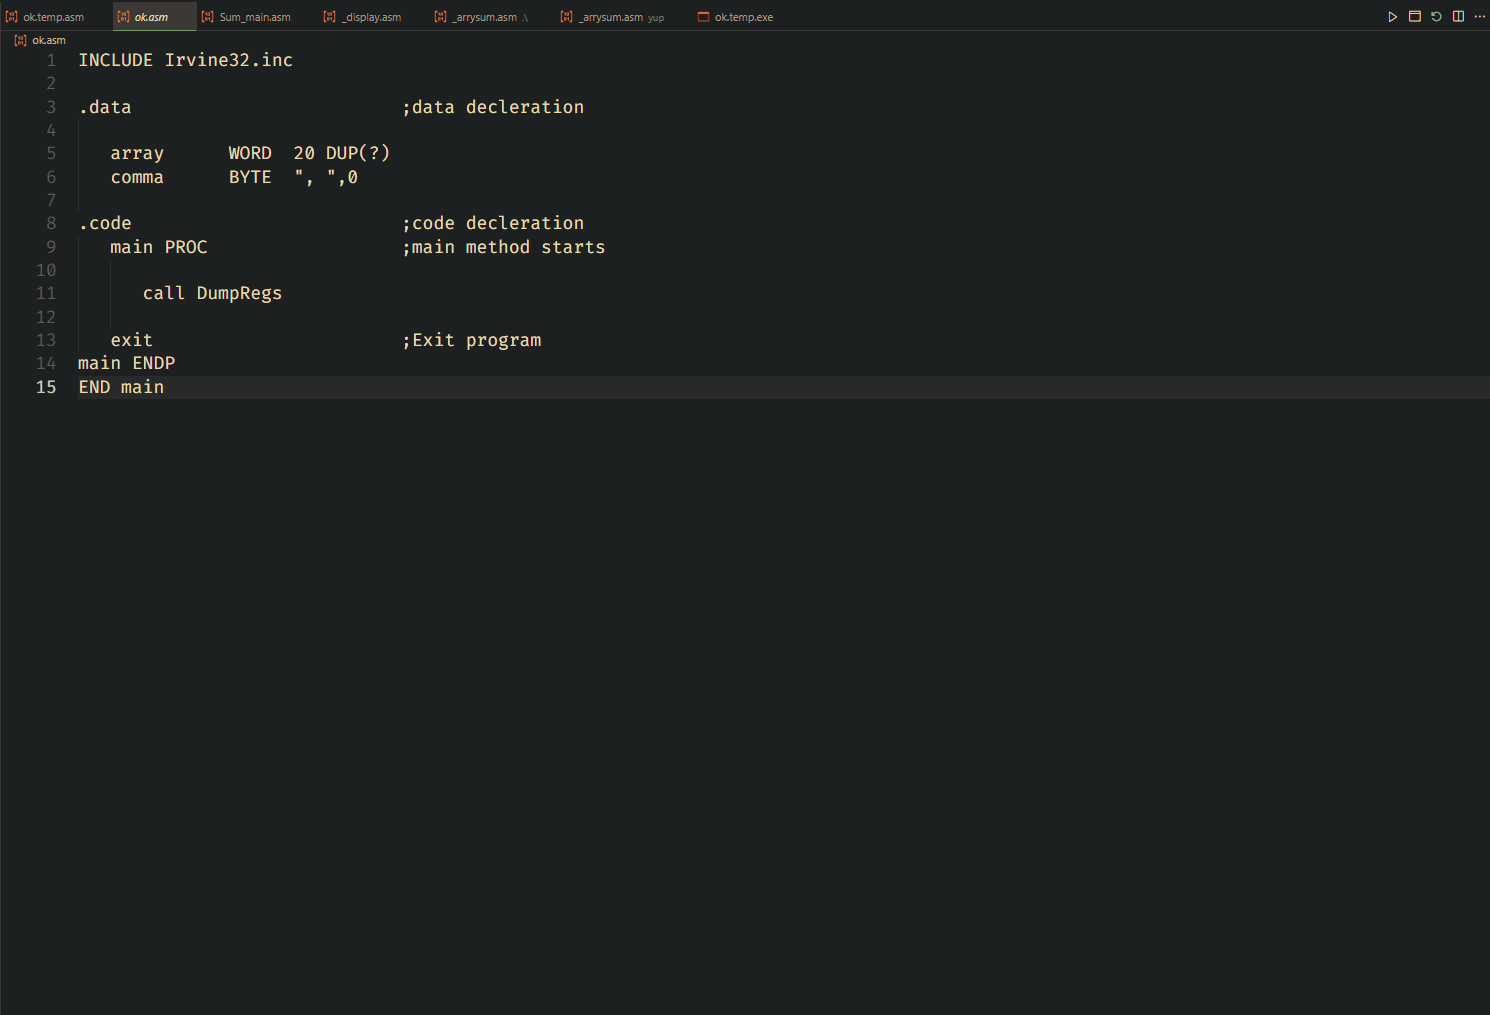 ok.temp.asm ok.asm Sum_main.asm _display.asm _arrysum.asm .\ _arrysum.asm yup ok.temp.exe
ok.asm
1 INCLUDE Irvine32.inc
2
3 .data ;data decleration
4
5 array WORD 20 DUP(?)
6 comma BYTE ", ",0
7
8 .code ;code decleration
9 main PROC ;main method starts
10
11 call DumpRegs
12
13 exit ;Exit program
14 main ENDP
15 END main